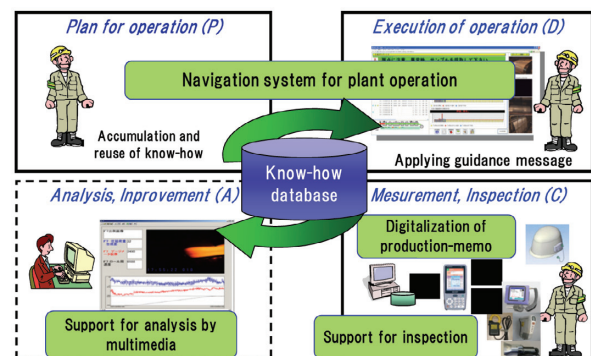 Plan for operation (P)
Execution of operation (D)
Navigation system for plant operation
Accumulation and
reuse of know-how
Applying guidance message
Know-how
database
Analysis, Inprovement (A)
Mesurement, Inspection (C)
Digitalization of
production-memo
Support for analysis by
multimedia
Support for inspection